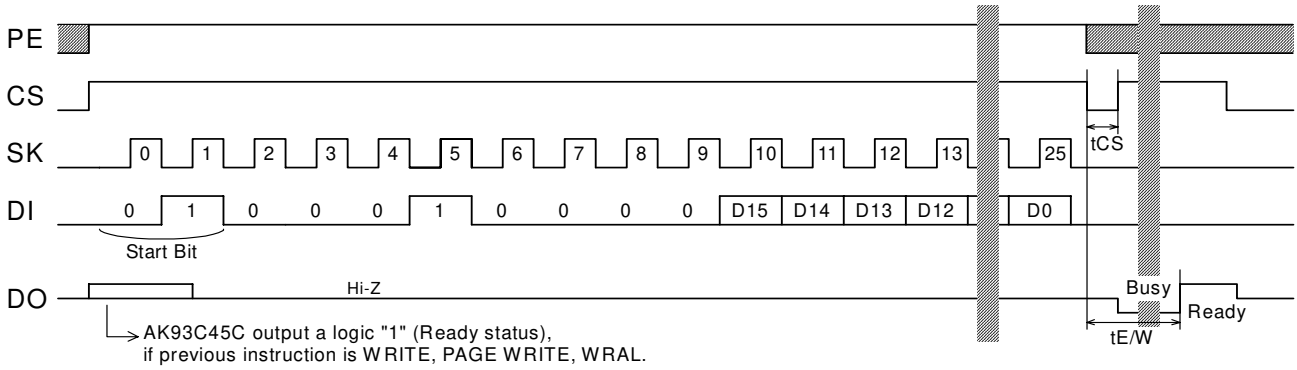 PE
CS
tCS
SK 0 1 2 3 4 5 6 7 8 9 10 11 12 13 25
DI 0 1 0 0 0 1 0 0 0 0 D15 D14 D13 D12 D0
Start Bit
DO Hi-Z Busy Ready
tE/W
AK93C45C output a logic "1" (Ready status),
if previous instruction is WRITE, PAGE WRITE, WRAL.